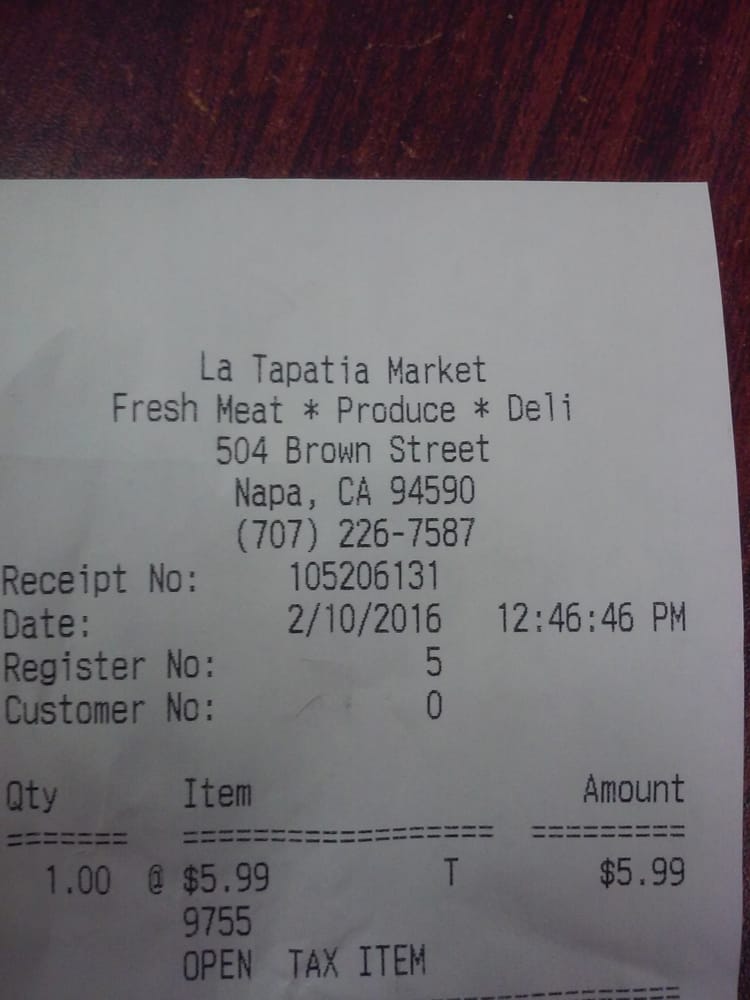 La Tapatia Market
Fresh Meat * Produce * Deli
504 Brown Street
Napa, CA 94590
(707) 226-7587
Receipt No: 105206131
Date: 2/10/2016 12:46:46 PM
Register No: 5
Customer No: 0
Qty Item Amount
======= ================== =========
1.00 @ $5.99 T $5.99
9755
OPEN TAX ITEM